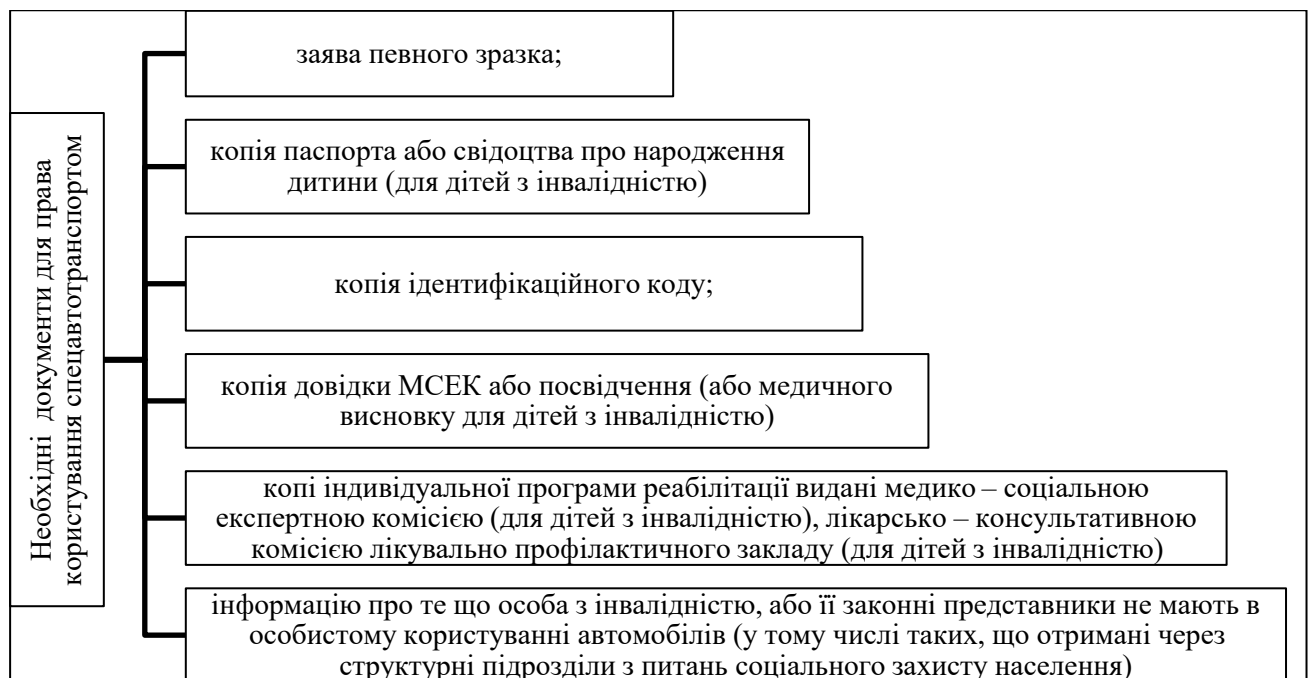 Необхідні документи для права
користування спецавтотранспортом
заява певного зразка;
копія паспорта або свідоцтва про народження
дитини (для дітей з інвалідністю)
копія ідентифікаційного коду;
копія довідки МСЕК або посвідчення (або медичного
висновку для дітей з інвалідністю)
копі індивідуальної програми реабілітації видані медико – соціальною
експертною комісією (для дітей з інвалідністю), лікарсько – консультативною
комісією лікувально профілактичного закладу (для дітей з інвалідністю)
інформацію про те що особа з інвалідністю, або її законні представники не мають в
особистому користуванні автомобілів (у тому числі таких, що отримані через
структурні підрозділи з питань соціального захисту населення)